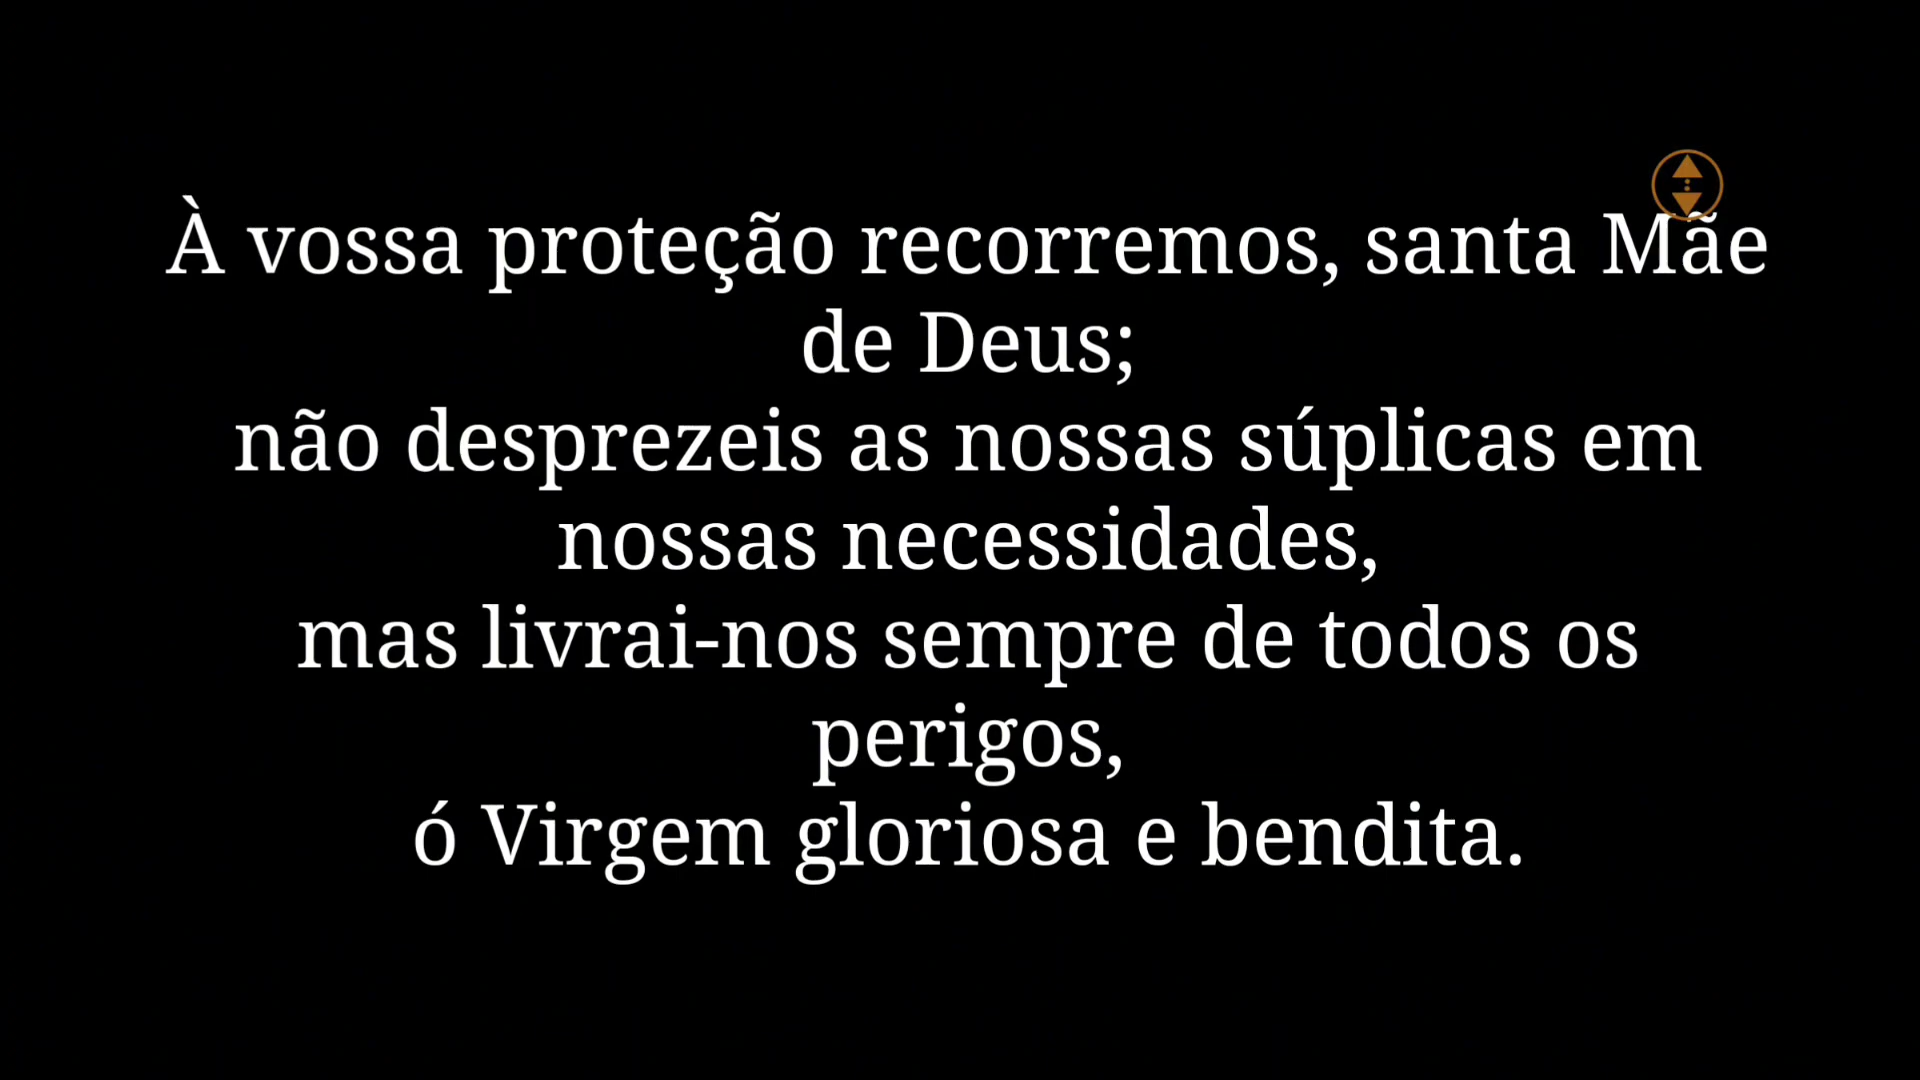 À vossa proteção recorremos, santa Mãe
de Deus;
não desprezeis as nossas súplicas em
nossas necessidades,
mas livrai-nos sempre de todos os
perigos,
ó Virgem gloriosa e bendita.